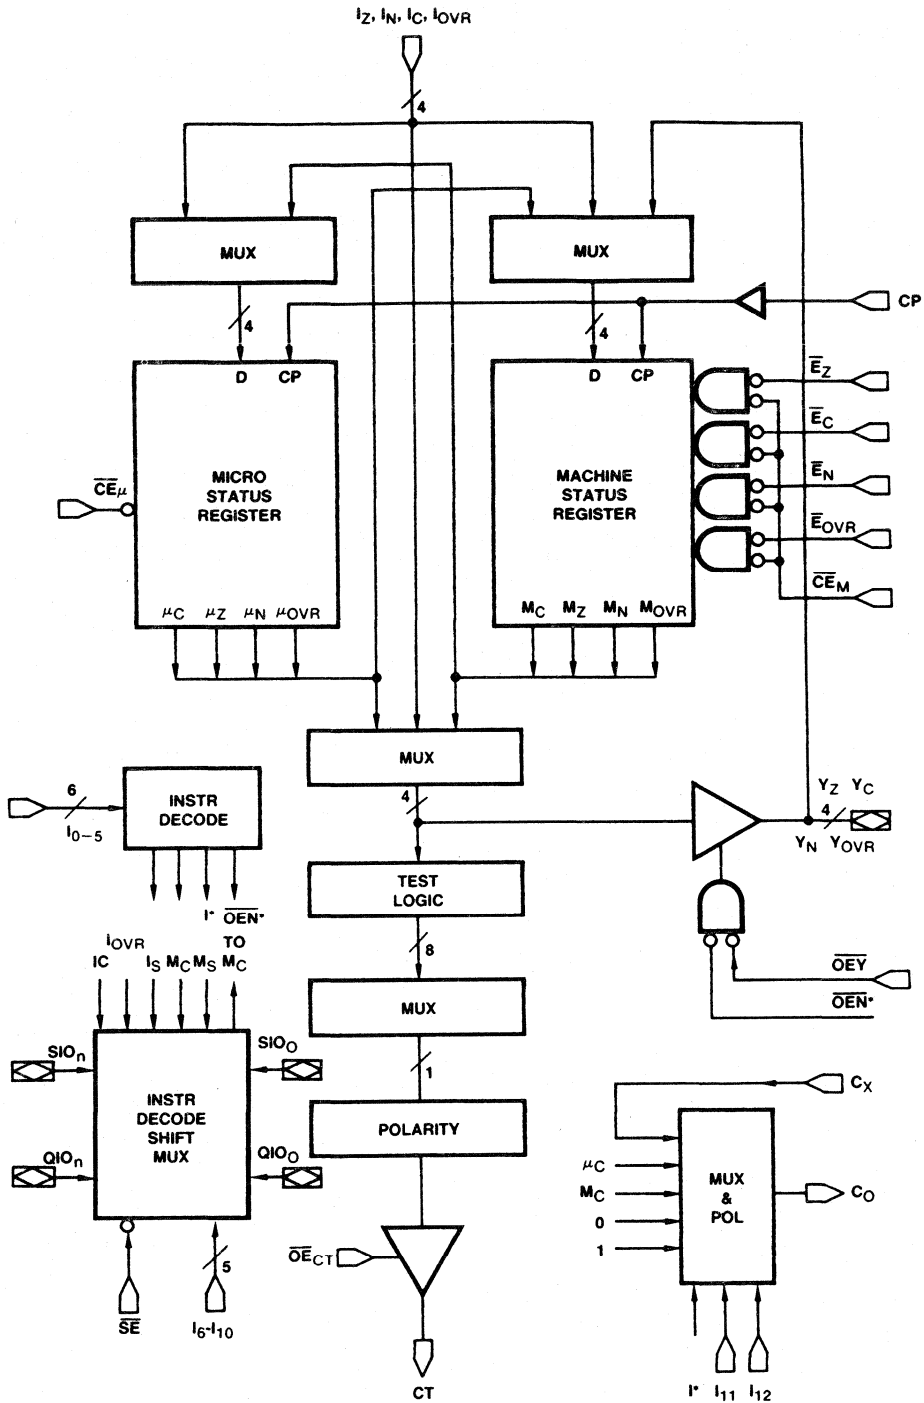 I_Z, I_N, I_C, I_OVR
4
MUX
MUX
4
4
CP
D CP
D CP
E̅_Z
E̅_C
E̅_N
E̅_OVR
C̅E̅_M
C̅E̅_μ
MICRO
STATUS
REGISTER
MACHINE
STATUS
REGISTER
μ_C μ_Z μ_N μ_OVR
M_C M_Z M_N M_OVR
MUX
4
6
I_0–5
INSTR
DECODE
I* O̅E̅N̅*
Y_Z Y_C
4
Y_N Y_OVR
TEST
LOGIC
8
O̅E̅Y̅
O̅E̅N̅*
IC I_OVR I_S M_C M_S TO
M_C
MUX
1
SIO_n
SIO_O
QIO_n
QIO_O
INSTR
DECODE
SHIFT
MUX
POLARITY
C_X
μ_C
M_C
0
1
MUX
&
POL
C_O
O̅E̅_CT
5
S̅E̅
I_6-I_10
CT
I* I_11 I_12